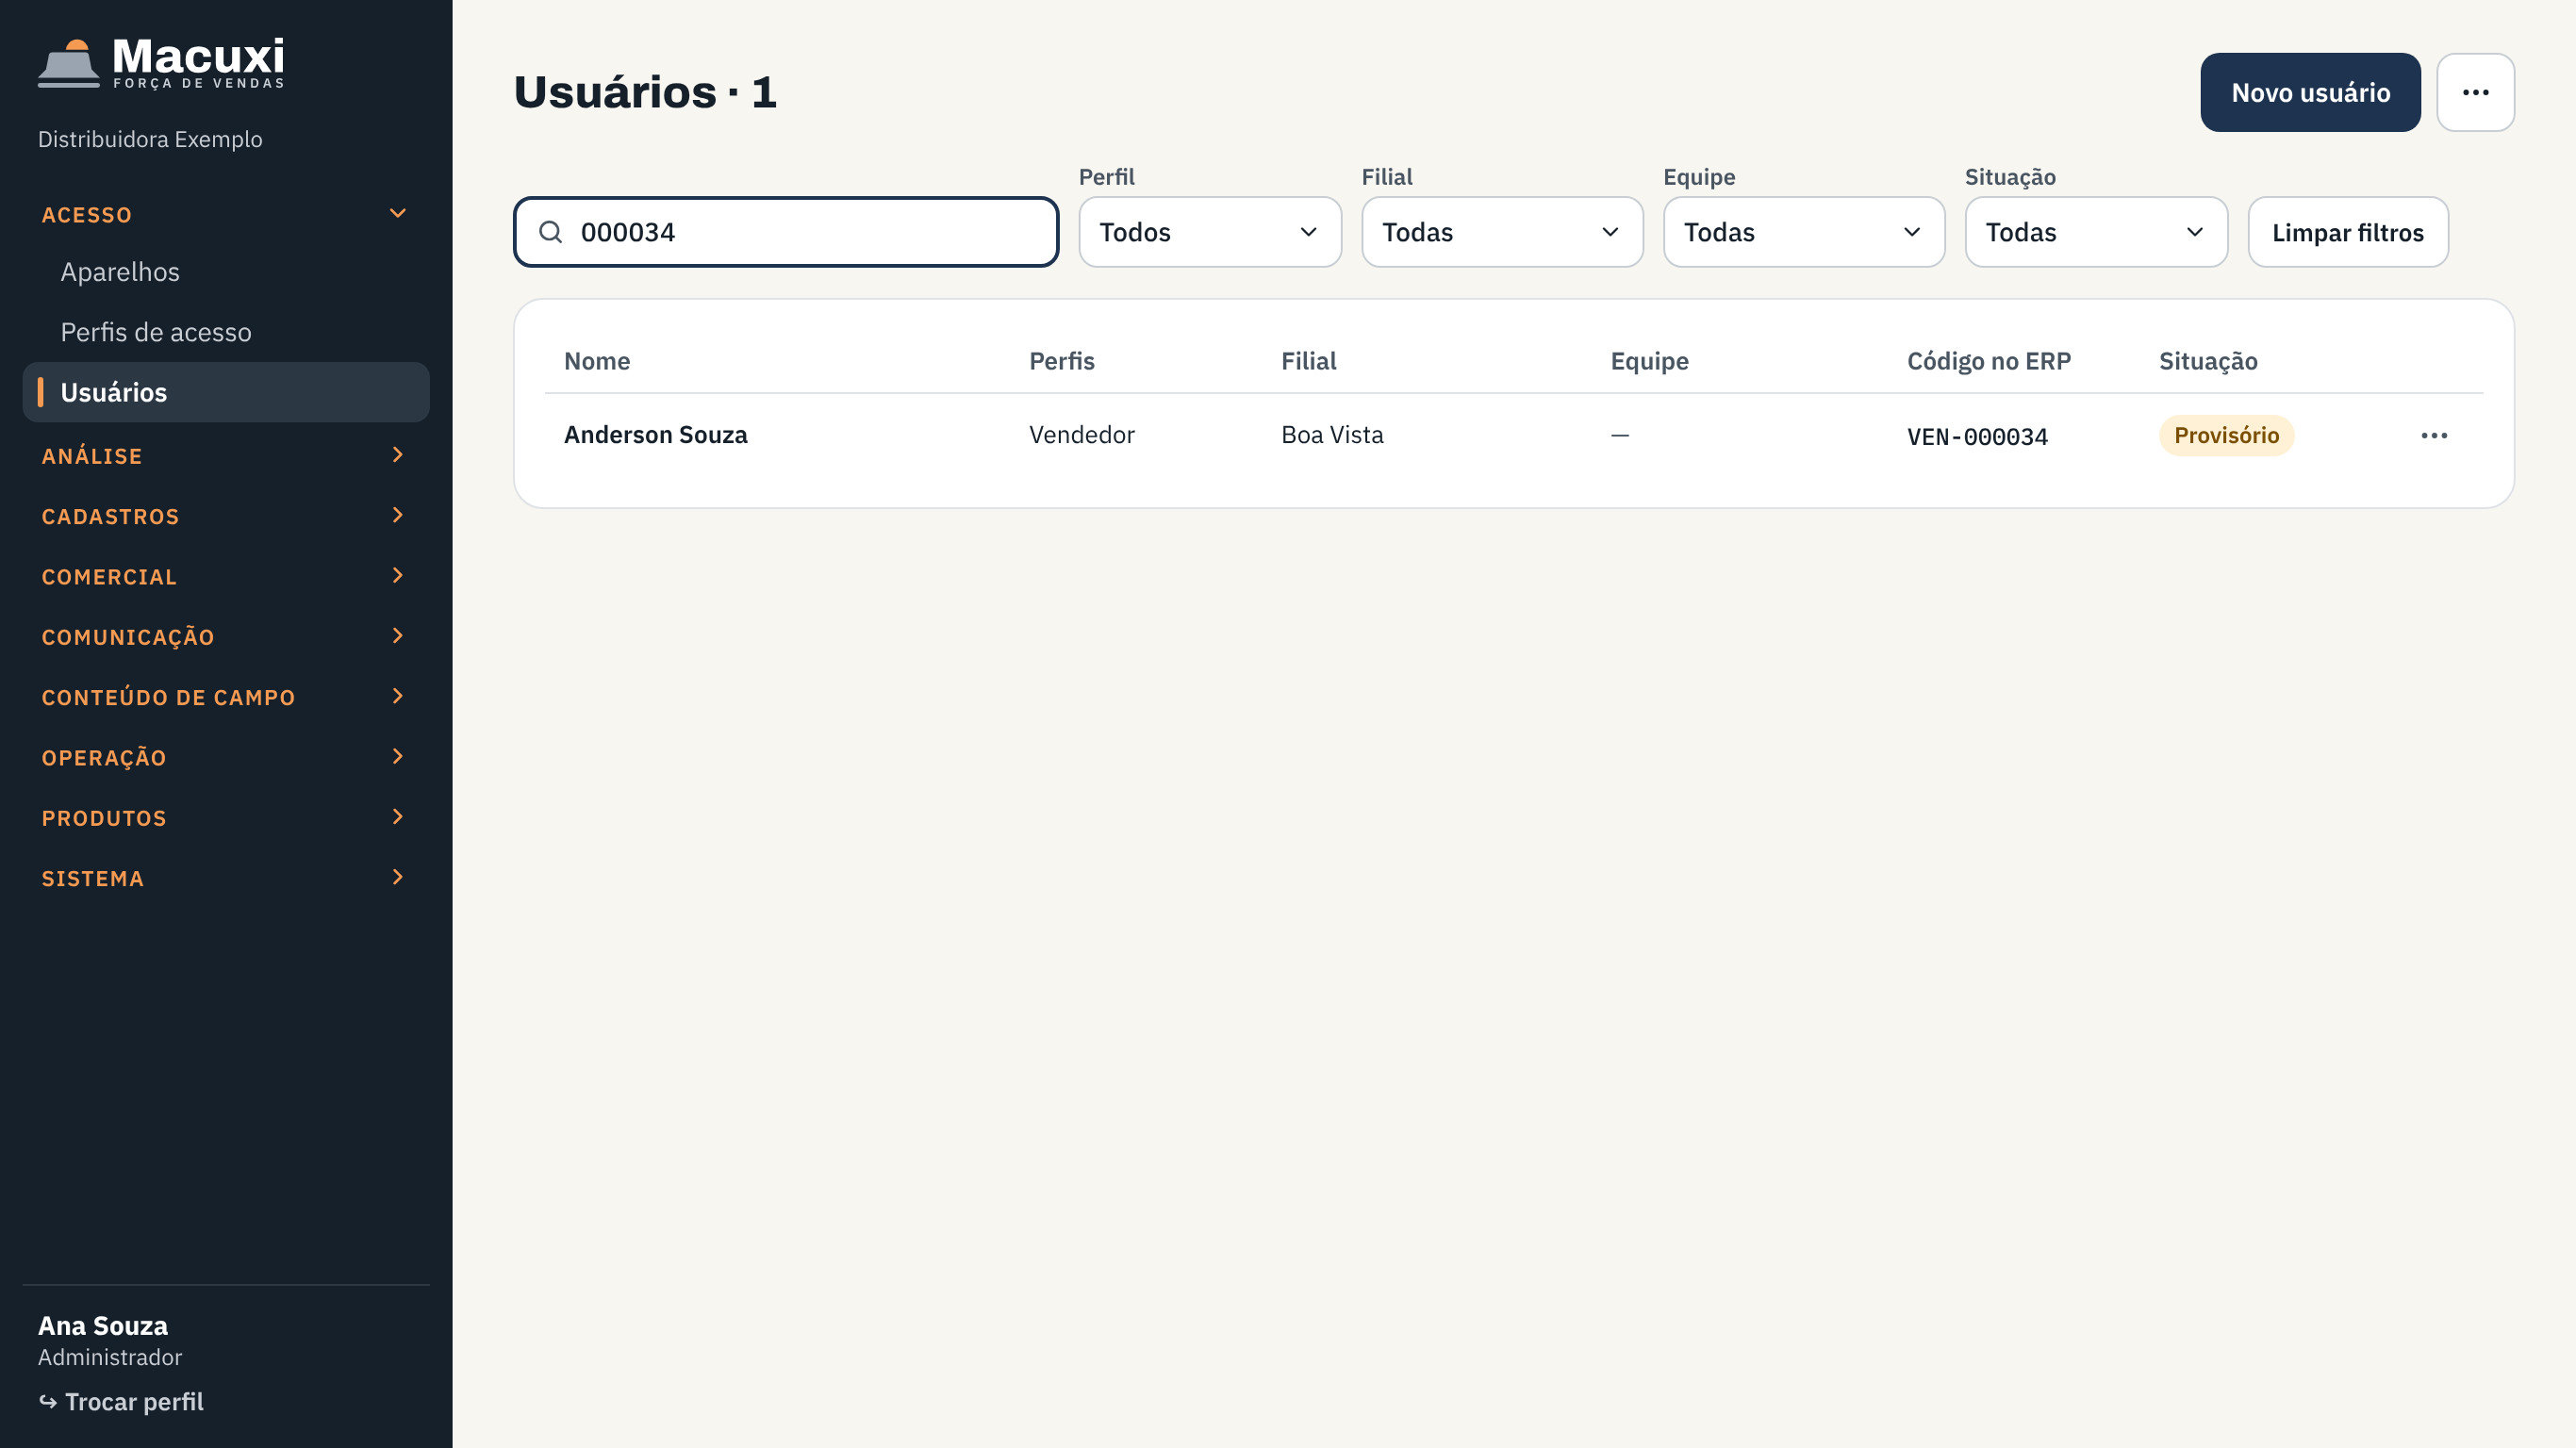 Macuxi
FORÇA DE VENDAS
Distribuidora Exemplo
ACESSO
Aparelhos
Perfis de acesso
Usuários
ANÁLISE
CADASTROS
COMERCIAL
COMUNICAÇÃO
CONTEÚDO DE CAMPO
OPERAÇÃO
PRODUTOS
SISTEMA
Ana Souza
Administrador
↪ Trocar perfil
Usuários · 1
Novo usuário
Perfil Filial Equipe Situação
000034 Todos Todas Todas Todas Limpar filtros
Nome Perfis Filial Equipe Código no ERP Situação
Anderson Souza Vendedor Boa Vista — VEN-000034 Provisório